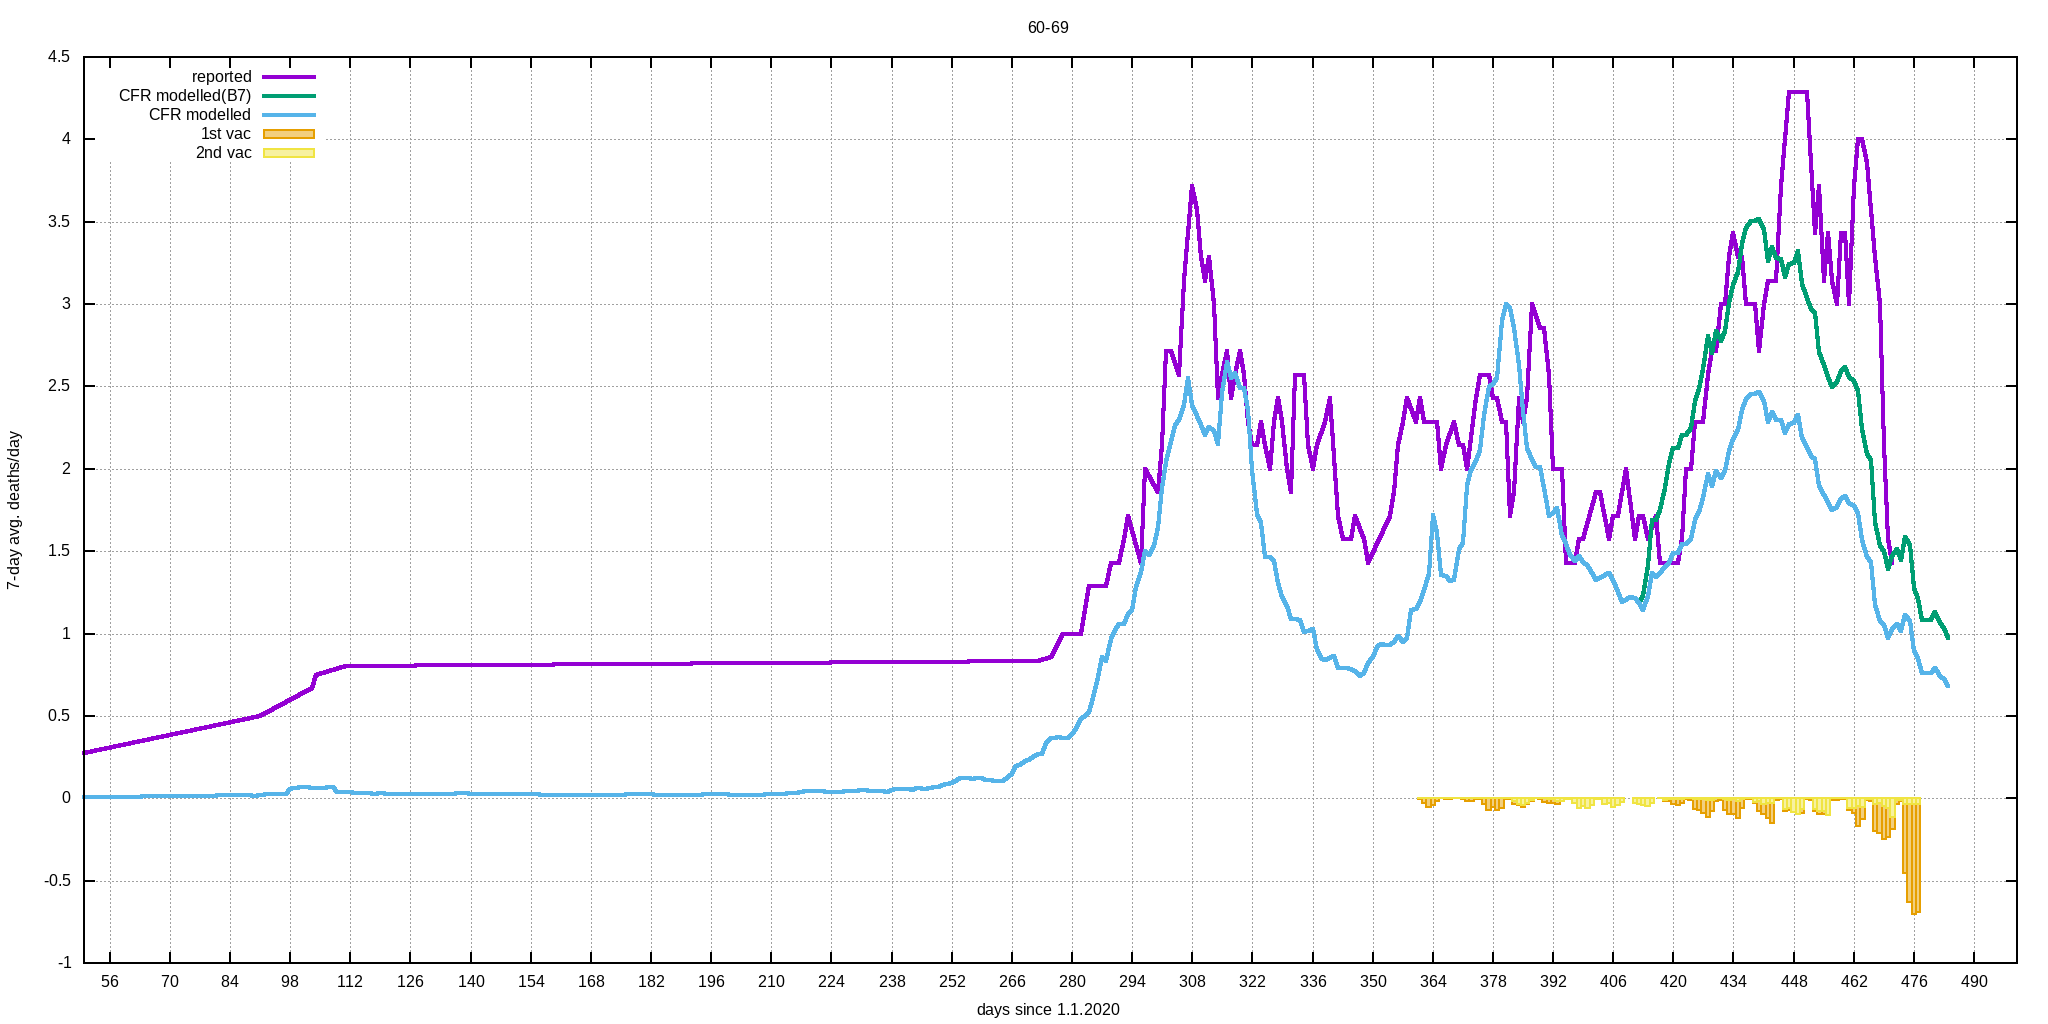 60-69
reported
CFR modelled(B7)
CFR modelled
1st vac
2nd vac
4.5
4
3.5
3
2.5
2
1.5
1
0.5
0
-0.5
-1
7-day avg. deaths/day
56 70 84 98 112 126 140 154 168 182 196 210 224 238 252 266 280 294 308 322 336 350 364 378 392 406 420 434 448 462 476 490
days since 1.1.2020